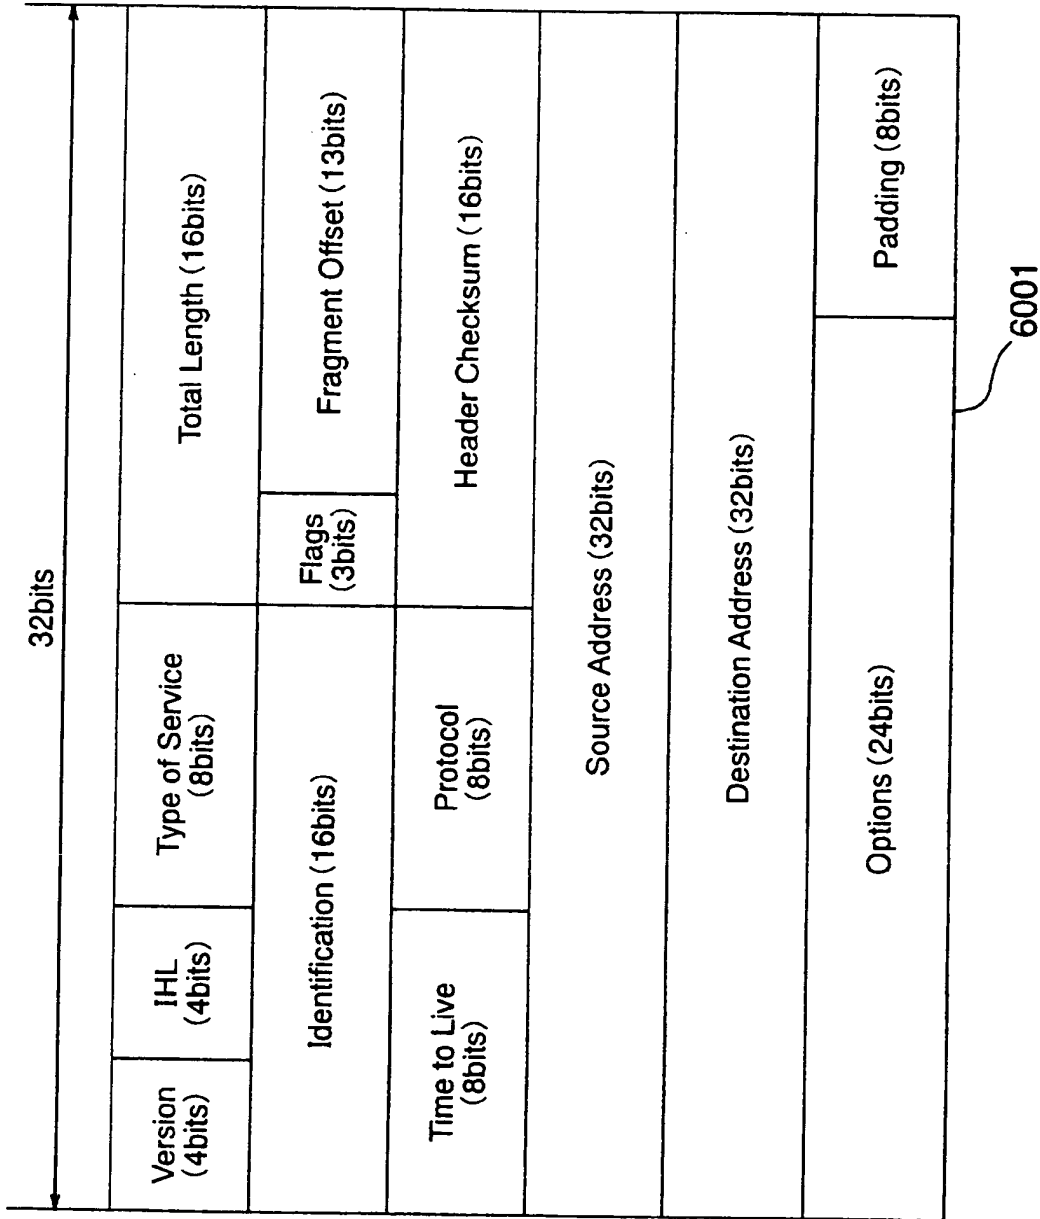 32bits
Version
(4bits)
IHL
(4bits)
Type of Service
(8bits)
Total Length (16bits)
Identification (16bits)
Flags
(3bits)
Fragment Offset (13bits)
Time to Live
(8bits)
Protocol
(8bits)
Header Checksum (16bits)
Source Address (32bits)
Destination Address (32bits)
Options (24bits)
Padding (8bits)
6001